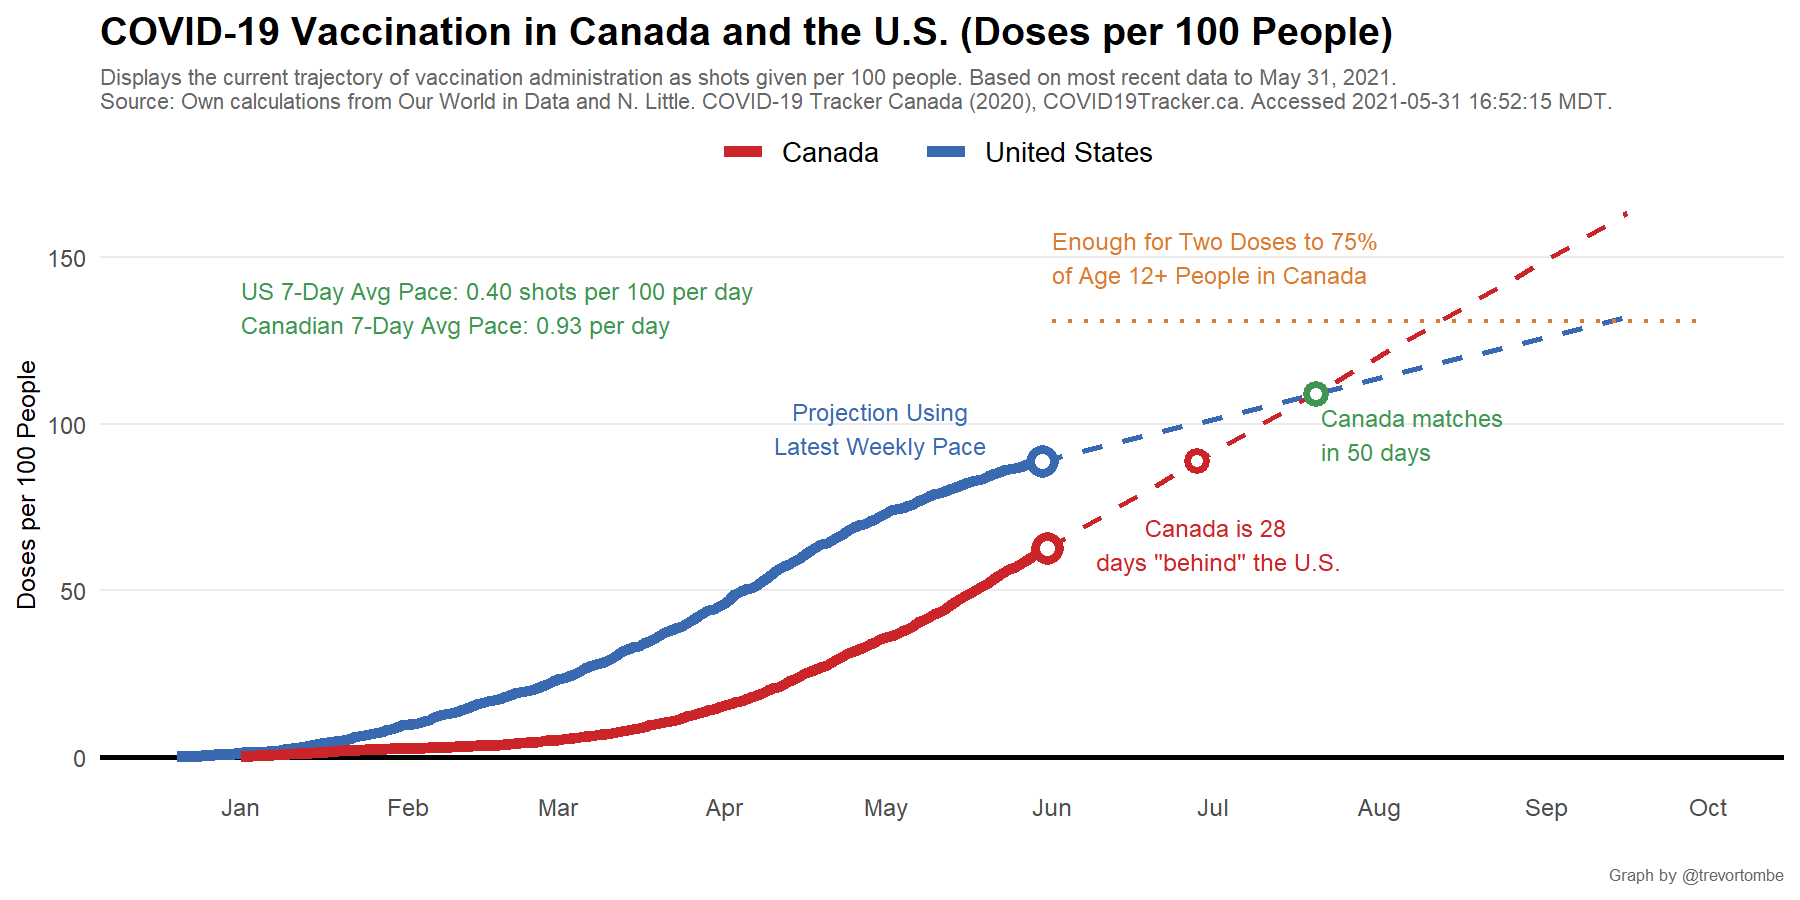 COVID-19 Vaccination in Canada and the U.S. (Doses per 100 People)
Displays the current trajectory of vaccination administration as shots given per 100 people. Based on most recent data to May 31, 2021.
Source: Own calculations from Our World in Data and N. Little. COVID-19 Tracker Canada (2020), COVID19Tracker.ca. Accessed 2021-05-31 16:52:15 MDT.
Canada
United States
Doses per 100 People
150
100
50
0
US 7-Day Avg Pace: 0.40 shots per 100 per day
Canadian 7-Day Avg Pace: 0.93 per day
Enough for Two Doses to 75%
of Age 12+ People in Canada
Projection Using
Latest Weekly Pace
Canada matches
in 50 days
Canada is 28
days "behind" the U.S.
Jan
Feb
Mar
Apr
May
Jun
Jul
Aug
Sep
Oct
Graph by @trevortombe